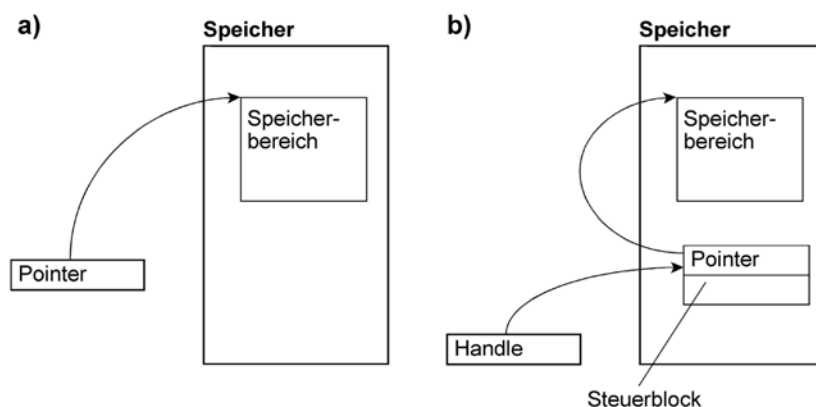 a)
Speicher
Speicher-
bereich
Pointer
b)
Speicher
Speicher-
bereich
Pointer
Handle
Steuerblock